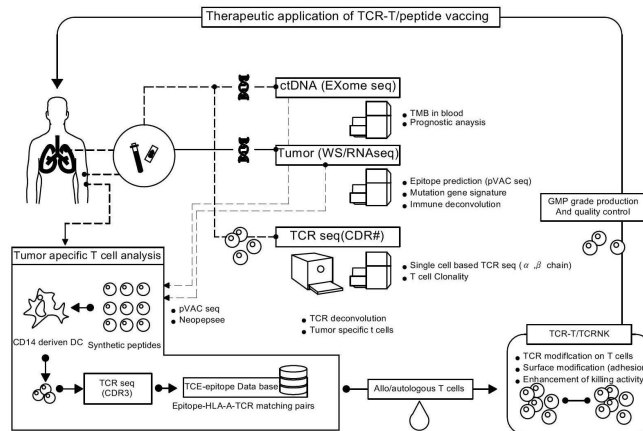 Therapeutic application of TCR-T/peptide vaccing
ctDNA (EXome seq)
TMB in blood
Prognostic anaysis
Tumor (WS/RNAseq)
Epitope prediction (pVAC seq)
Mutation gene signature
Immune deconvolution
GMP grade production
And quality control
TCR seq(CDR#)
Single cell based TCR seq (α ,β chain)
T cell Clonality
Tumor apecific T cell analysis
pVAC seq
Neopepsee
TCR deconvolution
Tumor specific t cells
CD14 deriven DC
Synthetic peptides
TCR-T/TCRNK
TCR modification on T cells
Surface modification (adhesion
Enhancement of killing activity
TCR seq
(CDR3)
TCE-epitope Data base
Epitope-HLA-A-TCR matching pairs
Allo/autologous T cells